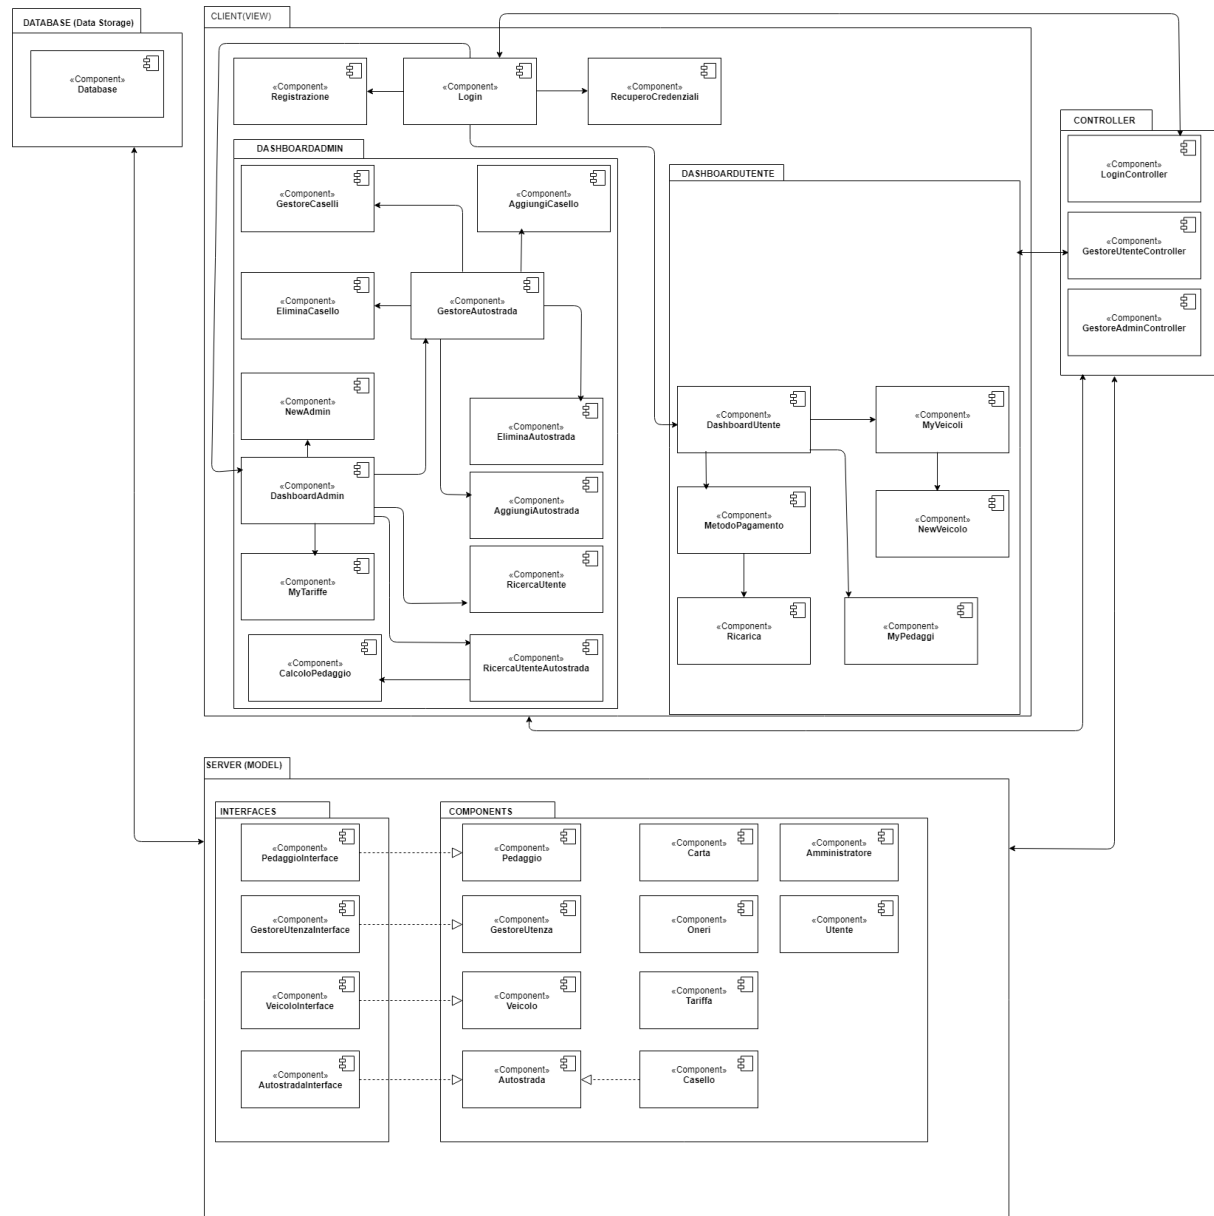 DATABASE (Data Storage)
«Component»
Database
CLIENT(VIEW)
«Component»
Registrazione
«Component»
Login
«Component»
RecuperoCredenziali
DASHBOARDADMIN
«Component»
GestoreCaselli
«Component»
AggiungiCasello
«Component»
EliminaCasello
«Component»
GestoreAutostrada
«Component»
NewAdmin
«Component»
EliminaAutostrada
«Component»
DashboardAdmin
«Component»
AggiungiAutostrada
«Component»
MyTariffe
«Component»
RicercaUtente
«Component»
CalcoloPedaggio
«Component»
RicercaUtenteAutostrada
DASHBOARDUTENTE
«Component»
DashboardUtente
«Component»
MyVeicoli
«Component»
MetodoPagamento
«Component»
NewVeicolo
«Component»
Ricarica
«Component»
MyPedaggi
CONTROLLER
«Component»
LoginController
«Component»
GestoreUtenteController
«Component»
GestoreAdminController
SERVER (MODEL)
INTERFACES
«Component»
PedaggioInterface
«Component»
GestoreUtenzaInterface
«Component»
VeicoloInterface
«Component»
AutostradaInterface
COMPONENTS
«Component»
Pedaggio
«Component»
Carta
«Component»
Amministratore
«Component»
GestoreUtenza
«Component»
Oneri
«Component»
Utente
«Component»
Veicolo
«Component»
Tariffa
«Component»
Autostrada
«Component»
Casello